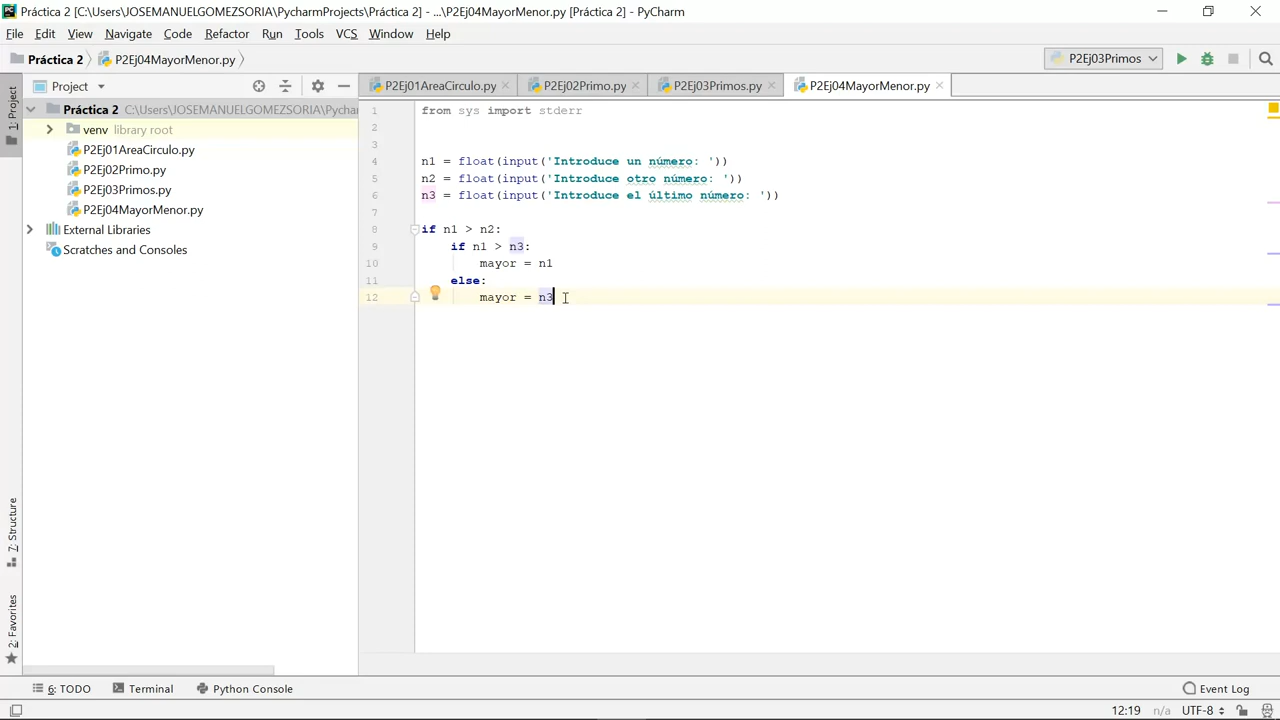 Práctica 2 [C:\Users\JOSEMANUELGOMEZSORIA\PycharmProjects\Práctica 2] - ...\P2Ej04MayorMenor.py [Práctica 2] - PyCharm
File Edit View Navigate Code Refactor Run Tools VCS Window Help
Práctica 2 P2Ej04MayorMenor.py P2Ej03Primos
Project P2Ej01AreaCirculo.py P2Ej02Primo.py P2Ej03Primos.py P2Ej04MayorMenor.py
1: Project
Práctica 2 C:\Users\JOSEMANUELGOMEZSORIA\Pychar
venv library root
P2Ej01AreaCirculo.py
P2Ej02Primo.py
P2Ej03Primos.py
P2Ej04MayorMenor.py
External Libraries
Scratches and Consoles
7: Structure
2: Favorites
1 from sys import stderr
2
3
4 n1 = float(input('Introduce un número: '))
5 n2 = float(input('Introduce otro número: '))
6 n3 = float(input('Introduce el último número: '))
7
8 if n1 > n2:
9 if n1 > n3:
10 mayor = n1
11 else:
12 mayor = n3
6: TODO Terminal Python Console Event Log
12:19 n/a UTF-8